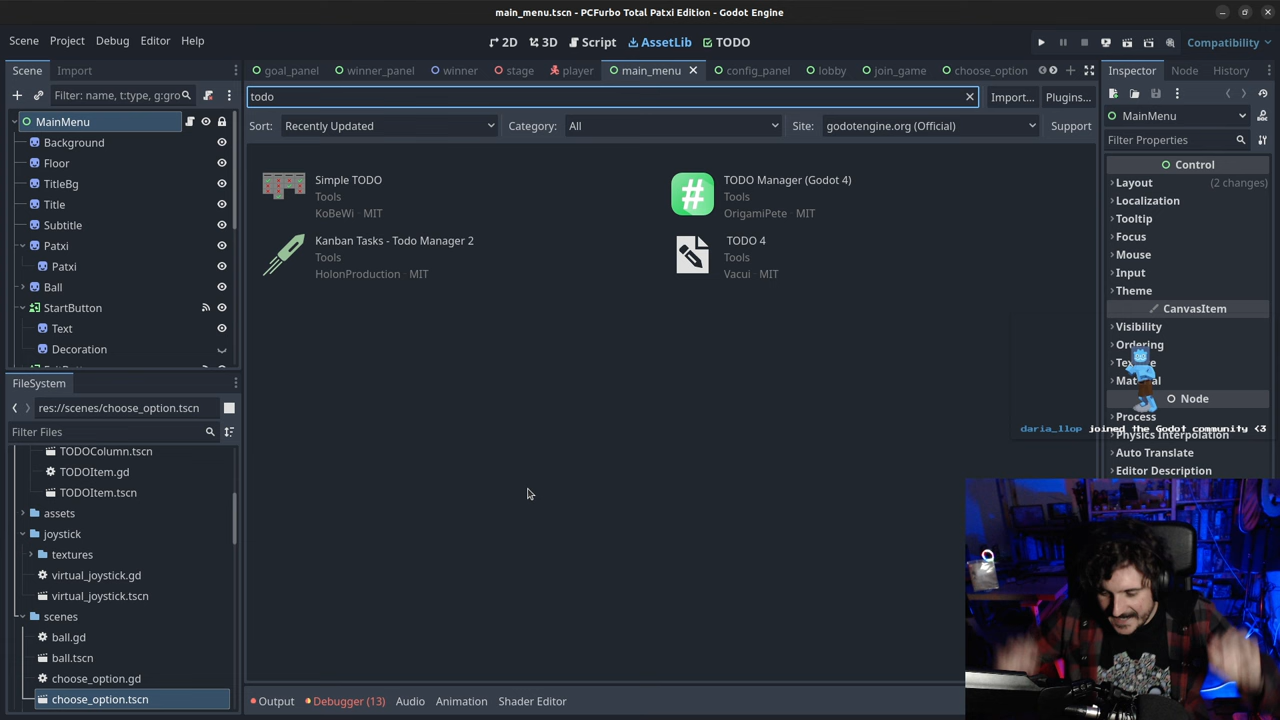 main_menu.tscn - PCFurbo Total Patxi Edition - Godot Engine
Scene Project Debug Editor Help
2D 3D Script AssetLib TODO
Compatibility
Scene Import
goal_panel winner_panel winner stage player main_menu config_panel lobby join_game choose_option
Inspector Node History
Filter: name, t:type, g:gro
todo
Import... Plugins...
MainMenu
Sort: Recently Updated Category: All Site: godotengine.org (Official) Support
MainMenu
Filter Properties
Background
Floor
TitleBg
Title
Subtitle
Patxi
Patxi
Ball
StartButton
Text
Decoration
Simple TODO
Tools
KoBeWi · MIT
TODO Manager (Godot 4)
Tools
OrigamiPete · MIT
Kanban Tasks - Todo Manager 2
Tools
HolonProduction · MIT
TODO 4
Tools
Vacui · MIT
Control
Layout (2 changes)
Localization
Tooltip
Focus
Mouse
Input
Theme
CanvasItem
Visibility
Ordering
Material
Node
Process
daria_llop joined the Godot community <3
Physics Interpolation
Auto Translate
Editor Description
FileSystem
res://scenes/choose_option.tscn
Filter Files
TODOColumn.tscn
TODOItem.gd
TODOItem.tscn
assets
joystick
textures
virtual_joystick.gd
virtual_joystick.tscn
scenes
ball.gd
ball.tscn
choose_option.gd
choose_option.tscn
Output Debugger (13) Audio Animation Shader Editor